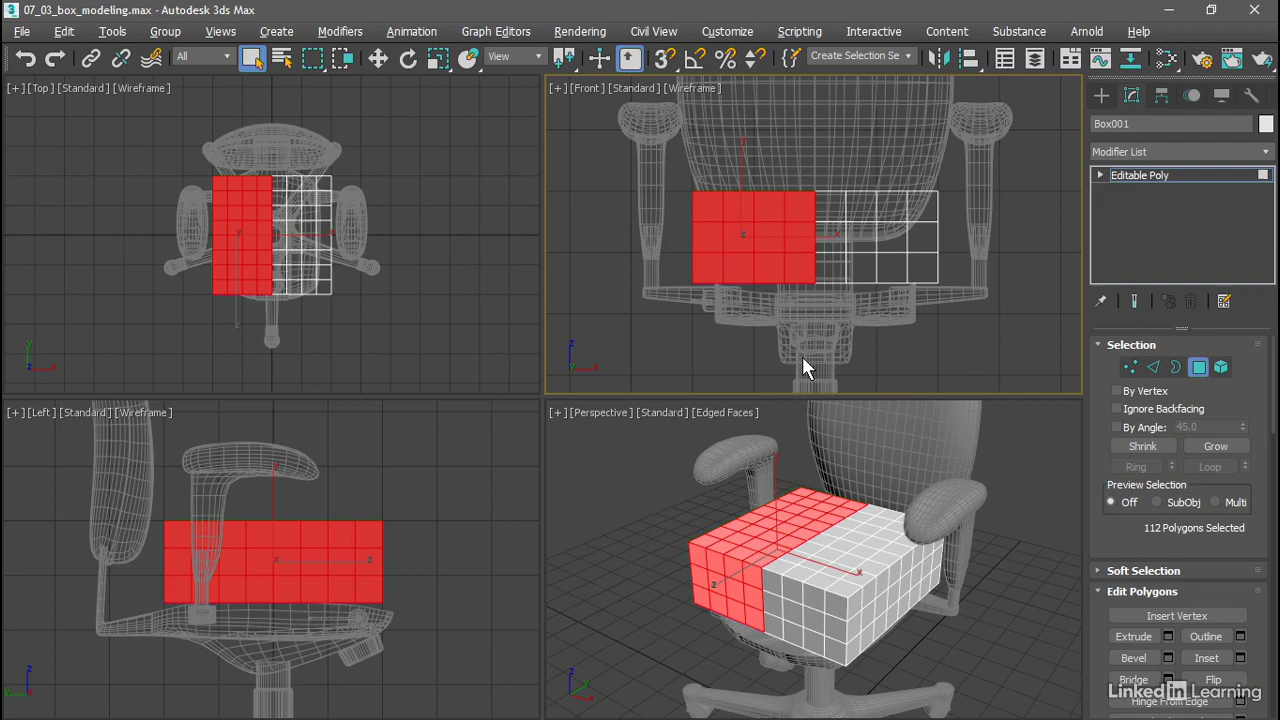 07_03_box_modeling.max - Autodesk 3ds Max
File Edit Tools Group Views Create Modifiers Animation Graph Editors Rendering Civil View Customize Scripting Interactive Content Substance Arnold Help
All View Create Selection Se
[+] [Top] [Standard] [Wireframe]
[+] [Front] [Standard] [Wireframe]
Box001
Modifier List
Editable Poly
y
x
y
z
x
y
z
x
z
y
x
[+] [Left] [Standard] [Wireframe]
[+] [Perspective] [Standard] [Edged Faces]
x
z
z
x
z
y
x
z
y
x
Selection
By Vertex
Ignore Backfacing
By Angle: 45.0
Shrink Grow
Ring Loop
Preview Selection
Off SubObj Multi
112 Polygons Selected
Soft Selection
Edit Polygons
Insert Vertex
Extrude Outline
Bevel Inset
Bridge Flip
Hinge From Edge
LinkedIn Learning